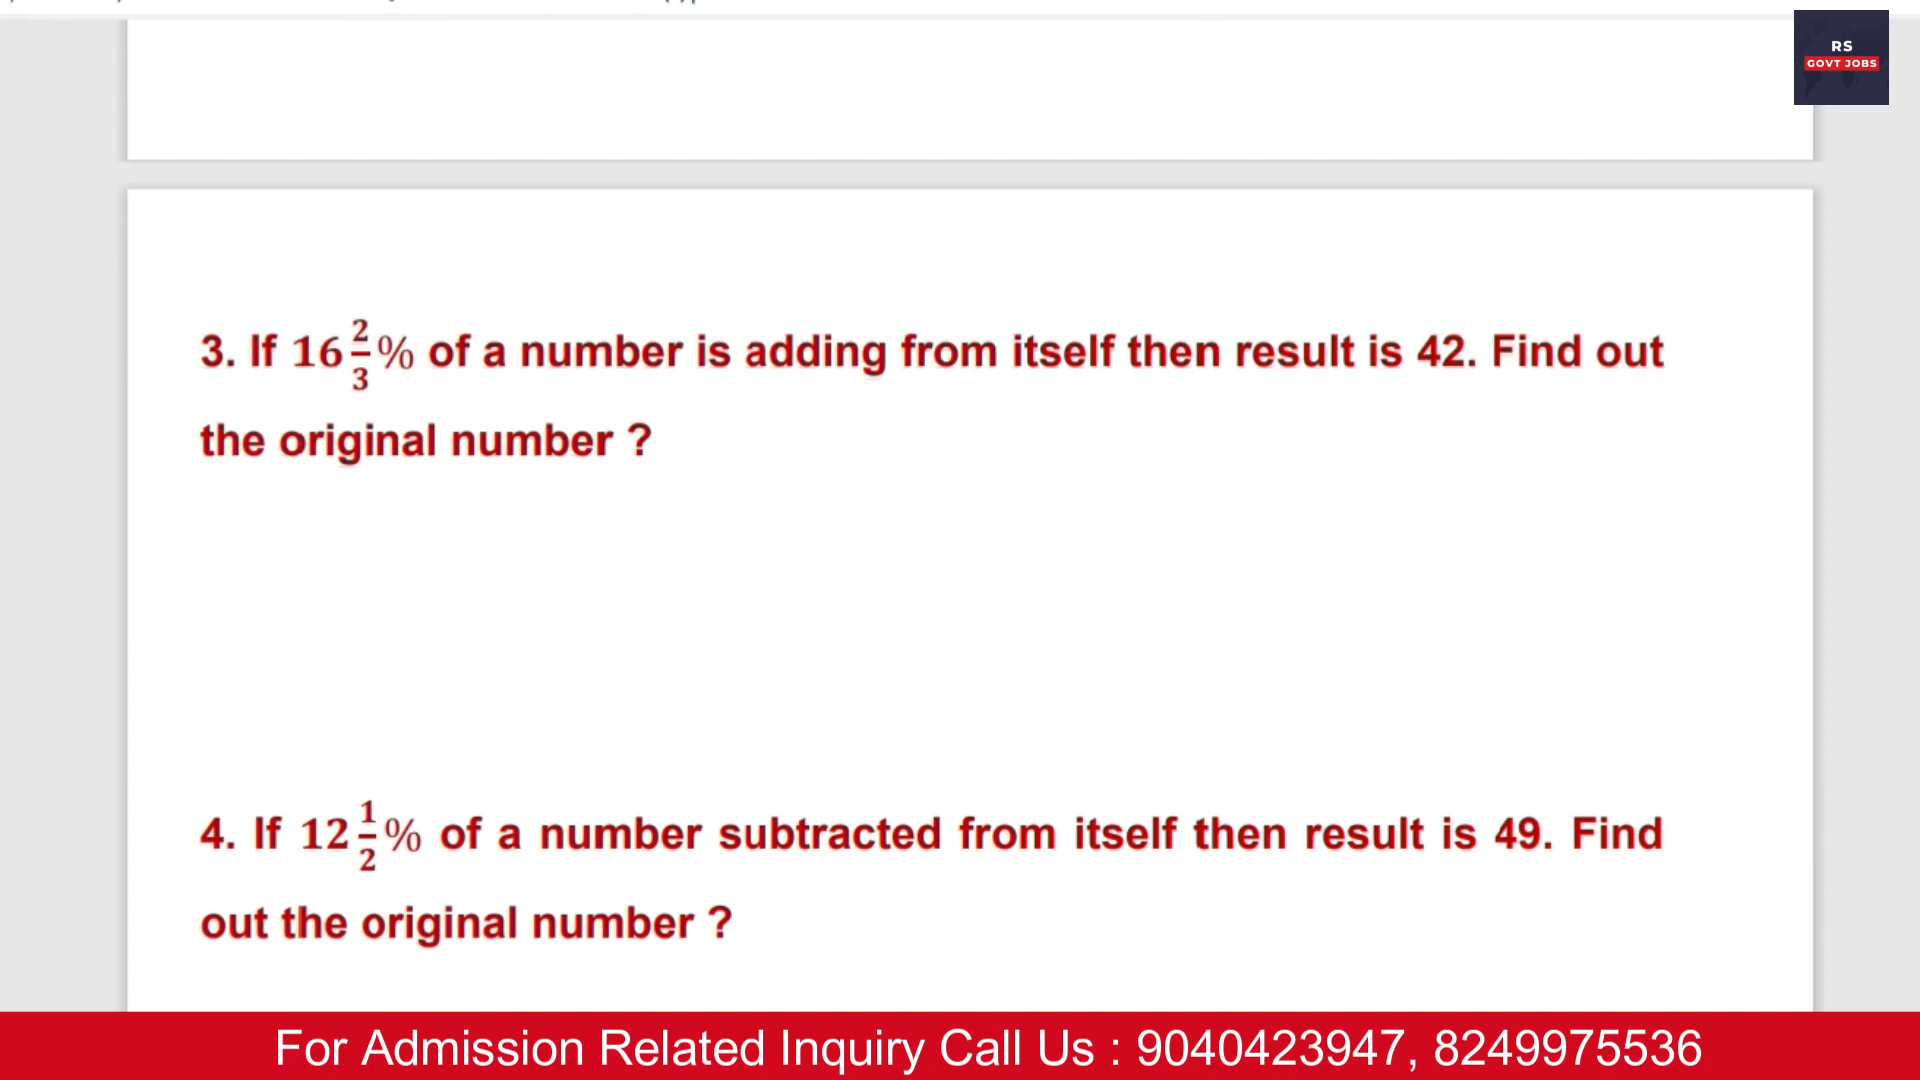 RS
GOVT JOBS
3. If 16 2/3 % of a number is adding from itself then result is 42. Find out
the original number ?
4. If 12 1/2 % of a number subtracted from itself then result is 49. Find
out the original number ?
For Admission Related Inquiry Call Us : 9040423947, 8249975536